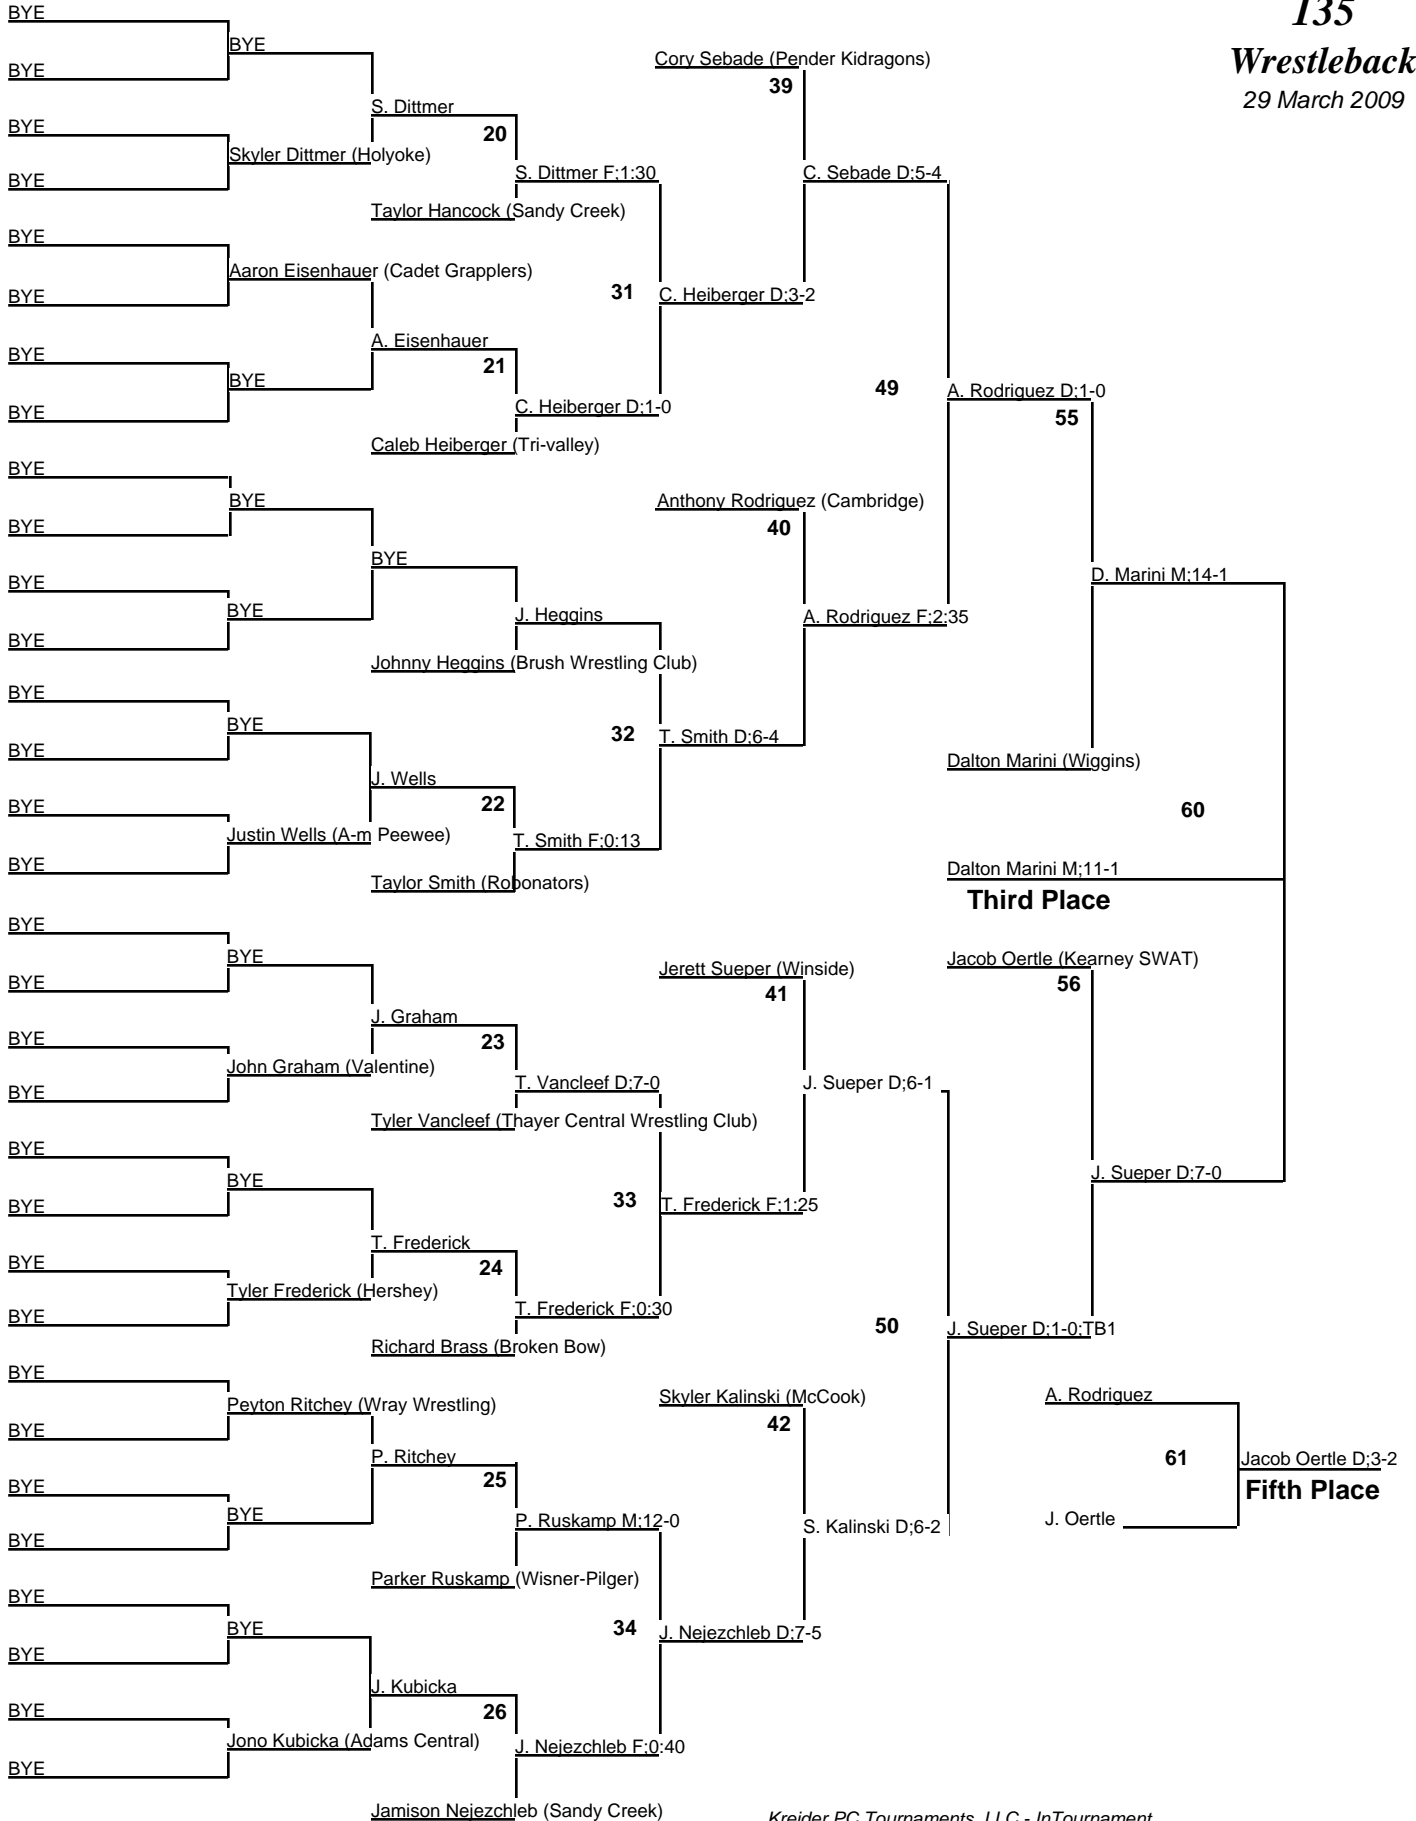 135
Wrestleback
29 March 2009
BYE
BYE
BYE
Cory Sebade (Pender Kidragons)
39
S. Dittmer
BYE
20
Skyler Dittmer (Holyoke)
S. Dittmer F;1:30
C. Sebade D;5-4
BYE
Taylor Hancock (Sandy Creek)
BYE
Aaron Eisenhauer (Cadet Grapplers)
31
C. Heiberger D;3-2
BYE
A. Eisenhauer
BYE
21
BYE
49
A. Rodriguez D;1-0
C. Heiberger D;1-0
BYE
55
Caleb Heiberger (Tri-valley)
BYE
BYE
Anthony Rodriguez (Cambridge)
BYE
40
BYE
D. Marini M;14-1
BYE
BYE
J. Heggins
A. Rodriguez F;2:35
BYE
Johnny Heggins (Brush Wrestling Club)
BYE
BYE
32
T. Smith D;6-4
BYE
Dalton Marini (Wiggins)
J. Wells
22
BYE
60
Justin Wells (A-m Peewee)
T. Smith F;0:13
BYE
Dalton Marini M;11-1
Taylor Smith (Robonators)
Third Place
BYE
BYE
Jerett Sueper (Winside)
Jacob Oertle (Kearney SWAT)
BYE
41
56
J. Graham
BYE
23
John Graham (Valentine)
T. Vancleef D;7-0
J. Sueper D;6-1
BYE
Tyler Vancleef (Thayer Central Wrestling Club)
BYE
BYE
J. Sueper D;7-0
33
T. Frederick F;1:25
BYE
T. Frederick
BYE
24
Tyler Frederick (Hershey)
T. Frederick F;0:30
BYE
50
J. Sueper D;1-0;TB1
Richard Brass (Broken Bow)
BYE
Peyton Ritchey (Wray Wrestling)
Skyler Kalinski (McCook)
A. Rodriguez
BYE
42
P. Ritchey
61
Jacob Oertle D;3-2
25
BYE
Fifth Place
BYE
P. Ruskamp M;12-0
S. Kalinski D;6-2
J. Oertle
BYE
Parker Ruskamp (Wisner-Pilger)
BYE
BYE
34
J. Nejezchleb D;7-5
BYE
J. Kubicka
26
BYE
Jono Kubicka (Adams Central)
J. Nejezchleb F;0:40
BYE
Jamison Nejezchleb (Sandy Creek)
Kreider PC Tournaments, LLC - InTournament